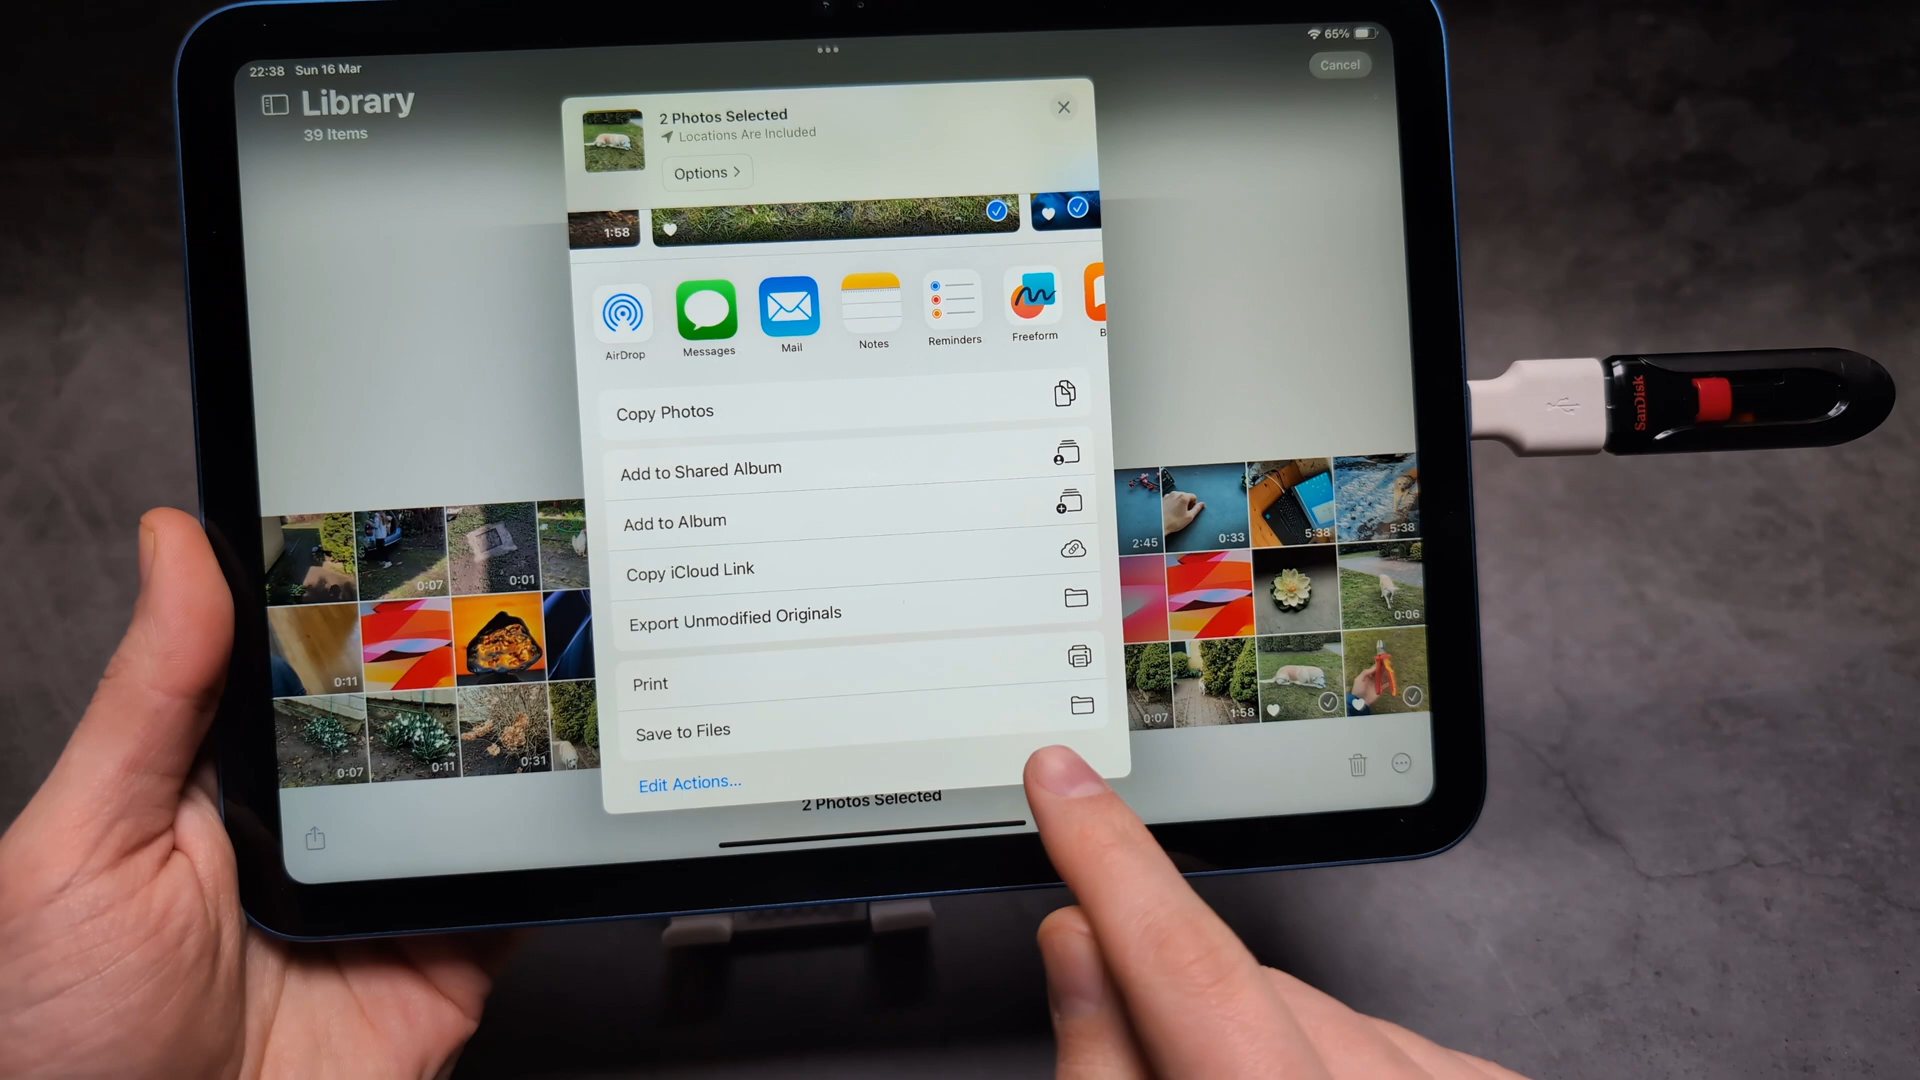 22:38 Sun 16 Mar
65%
Library
39 Items
Cancel
2 Photos Selected
Locations Are Included
Options >
1:58
AirDrop
Messages
Mail
Notes
Reminders
Freeform
B
Copy Photos
Add to Shared Album
Add to Album
Copy iCloud Link
Export Unmodified Originals
Print
Save to Files
Edit Actions...
2 Photos Selected
0:07
0:01
0:11
0:07
0:11
0:31
2:45
0:33
5:38
5:38
0:06
0:07
1:58
SanDisk